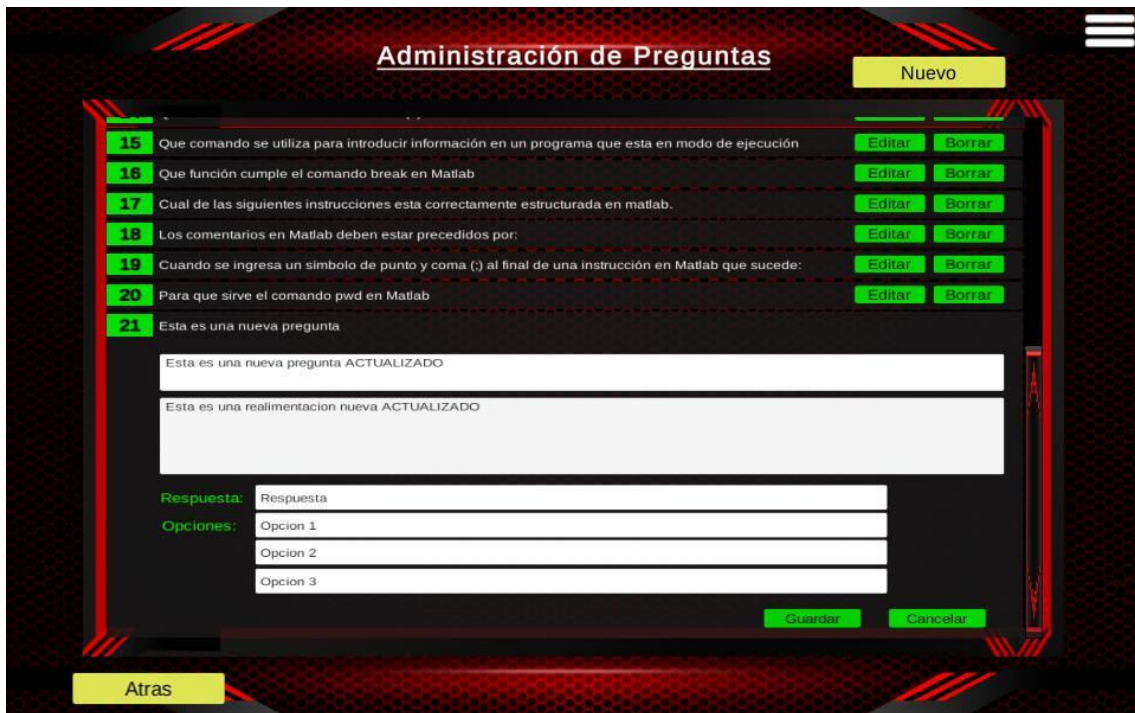 Administración de Preguntas
Nuevo
15 Que comando se utiliza para introducir información en un programa que esta en modo de ejecución Editar Borrar
16 Que función cumple el comando break en Matlab Editar Borrar
17 Cual de las siguientes instrucciones esta correctamente estructurada en matlab. Editar Borrar
18 Los comentarios en Matlab deben estar precedidos por: Editar Borrar
19 Cuando se ingresa un símbolo de punto y coma (;) al final de una instrucción en Matlab que sucede: Editar Borrar
20 Para que sirve el comando pwd en Matlab Editar Borrar
21 Esta es una nueva pregunta
Esta es una nueva pregunta ACTUALIZADO
Esta es una realimentacion nueva ACTUALIZADO
Respuesta: Respuesta
Opciones: Opcion 1
Opcion 2
Opcion 3
Guardar Cancelar
Atras